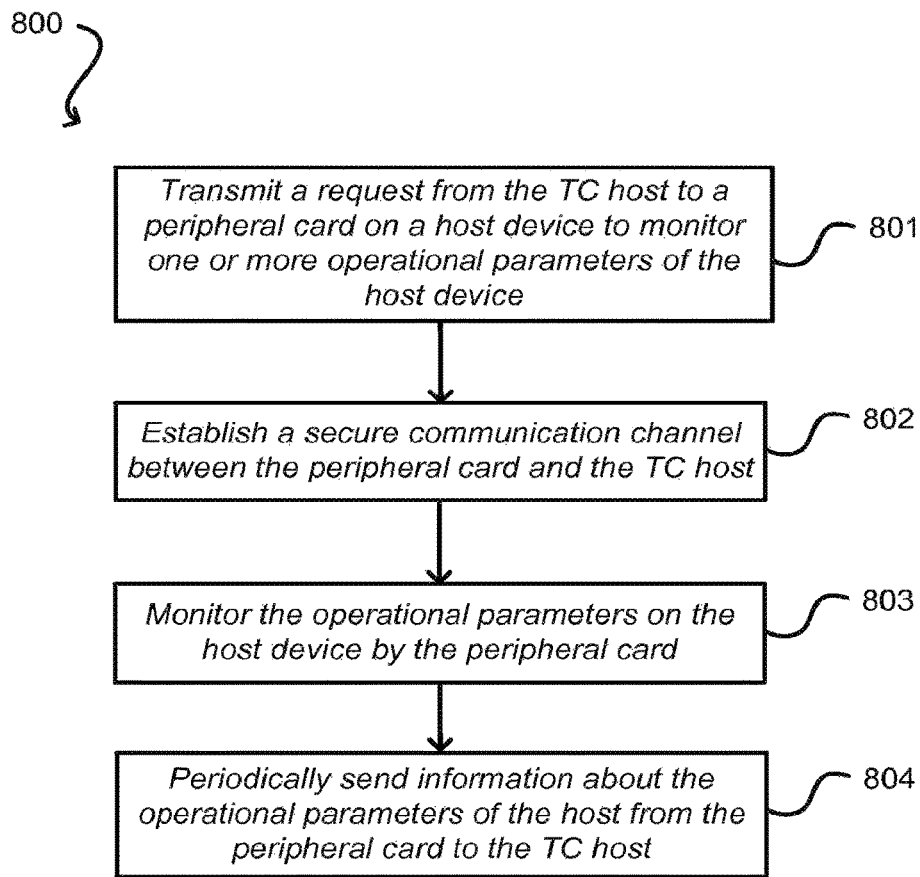 800
Transmit a request from the TC host to a
peripheral card on a host device to monitor
one or more operational parameters of the
host device
801
Establish a secure communication channel
between the peripheral card and the TC host
802
Monitor the operational parameters on the
host device by the peripheral card
803
Periodically send information about the
operational parameters of the host from the
peripheral card to the TC host
804